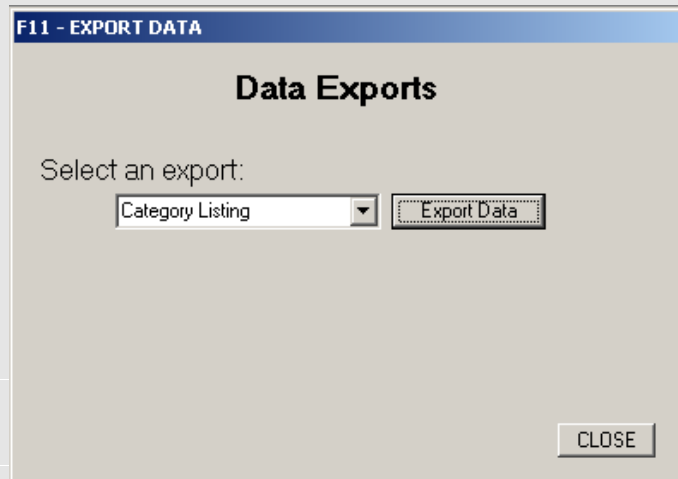 F11 - EXPORT DATA
Data Exports
Select an export:
Category Listing Export Data
CLOSE